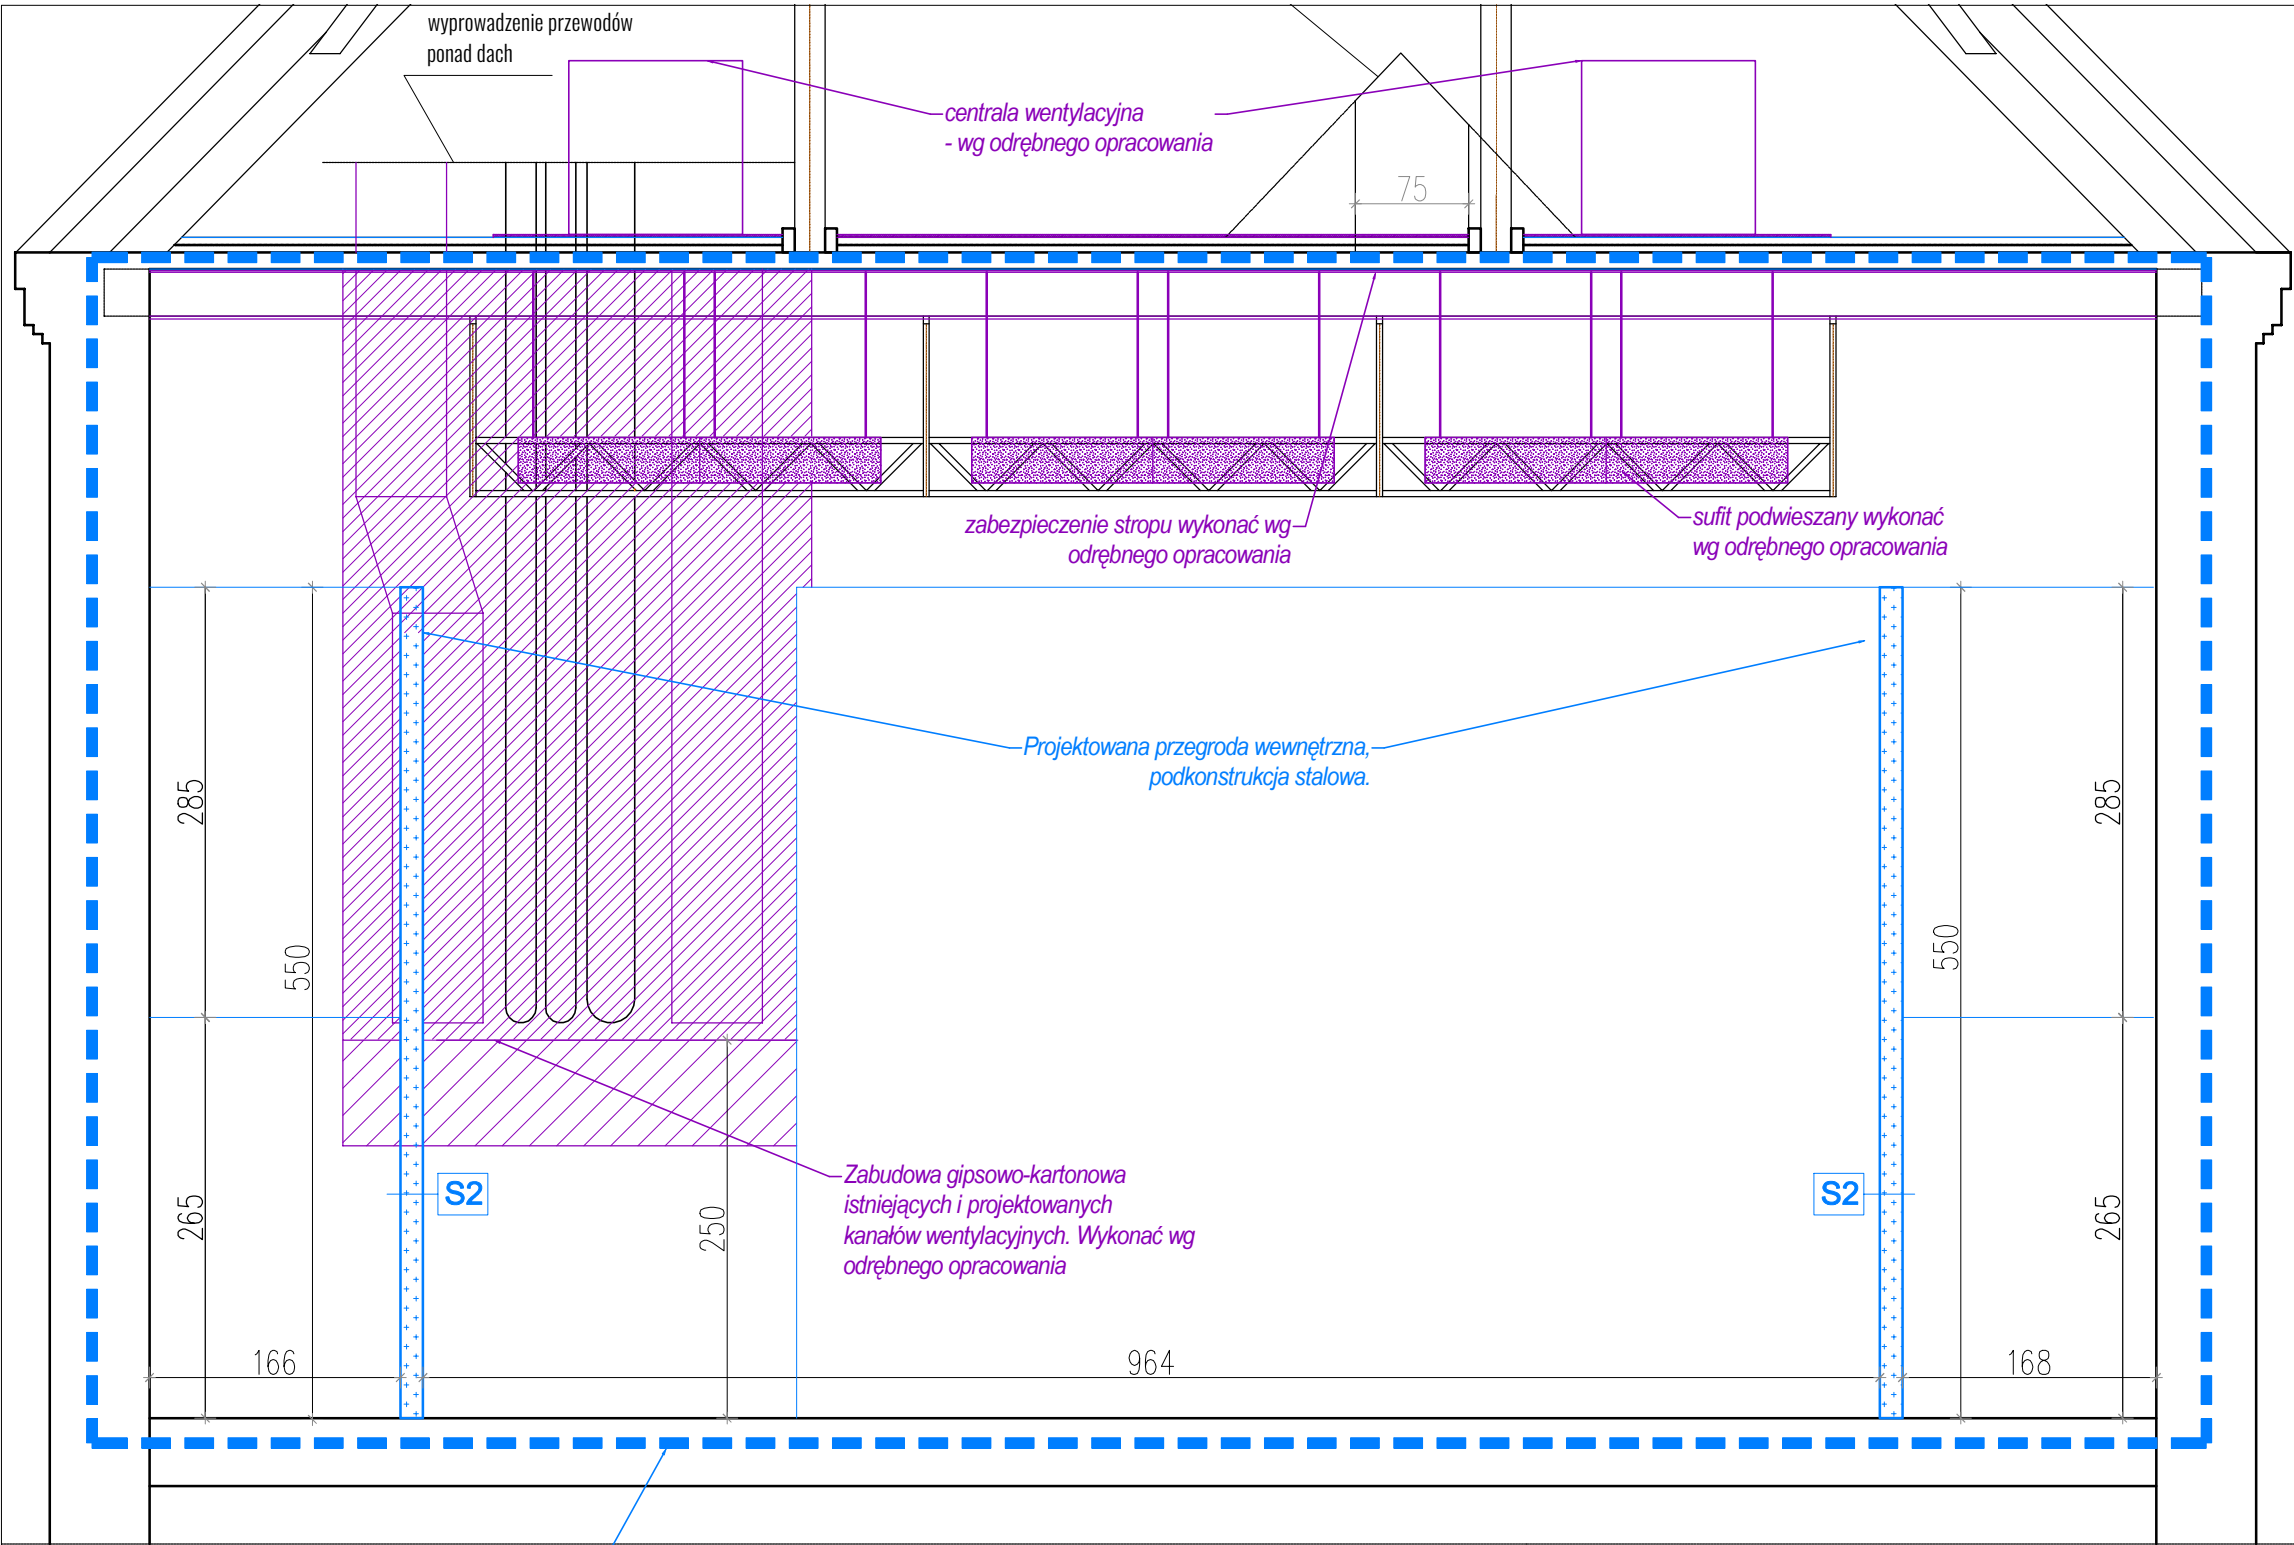 wyprowadzenie przewodów
ponad dach
centrala wentylacyjna
- wg odrębnego opracowania
75
zabezpieczenie stropu wykonać wg
odrębnego opracowania
sufit podwieszany wykonać
wg odrębnego opracowania
Projektowana przegroda wewnętrzna,
podkonstrukcja stalowa.
285
550
265
550
285
265
S2
S2
Zabudowa gipsowo-kartonowa
istniejących i projektowanych
kanałów wentylacyjnych. Wykonać wg
odrębnego opracowania
250
166
964
168